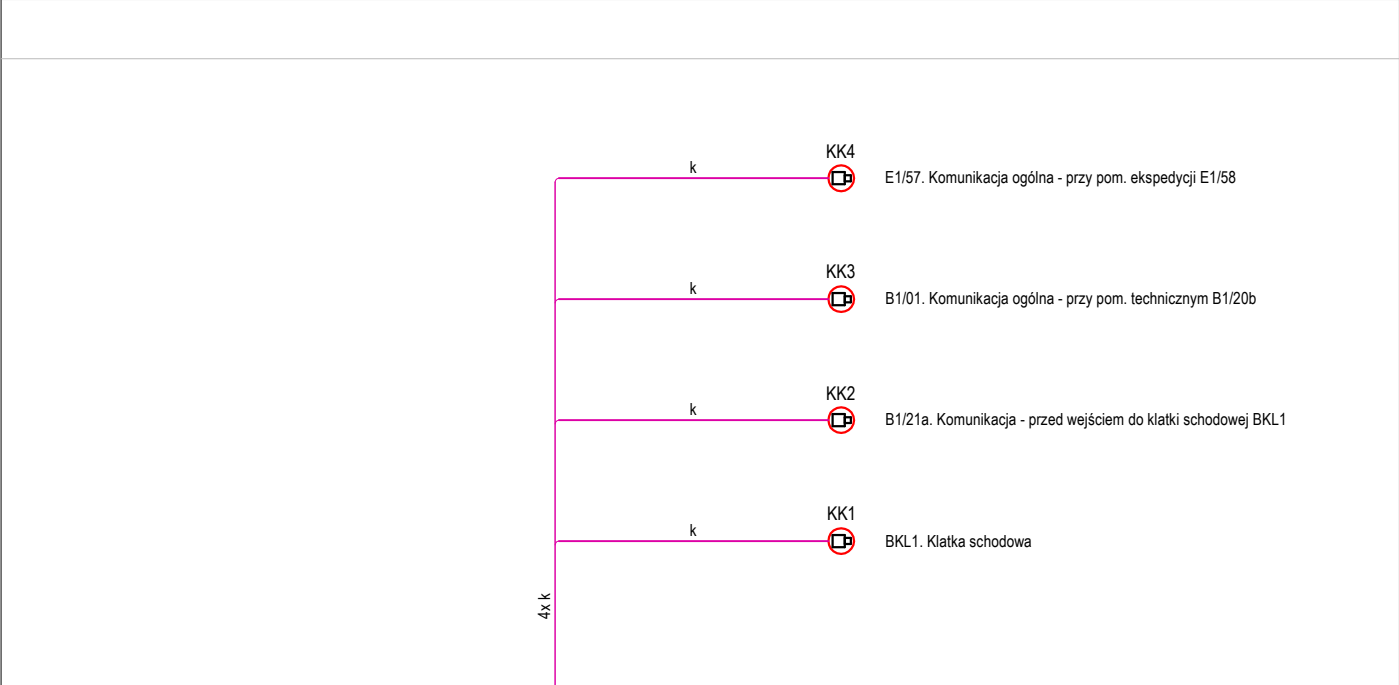 KK4
k
E1/57. Komunikacja ogólna - przy pom. ekspedycji E1/58
KK3
k
B1/01. Komunikacja ogólna - przy pom. technicznym B1/20b
KK2
k
B1/21a. Komunikacja - przed wejściem do klatki schodowej BKL1
KK1
k
BKL1. Klatka schodowa
4x k